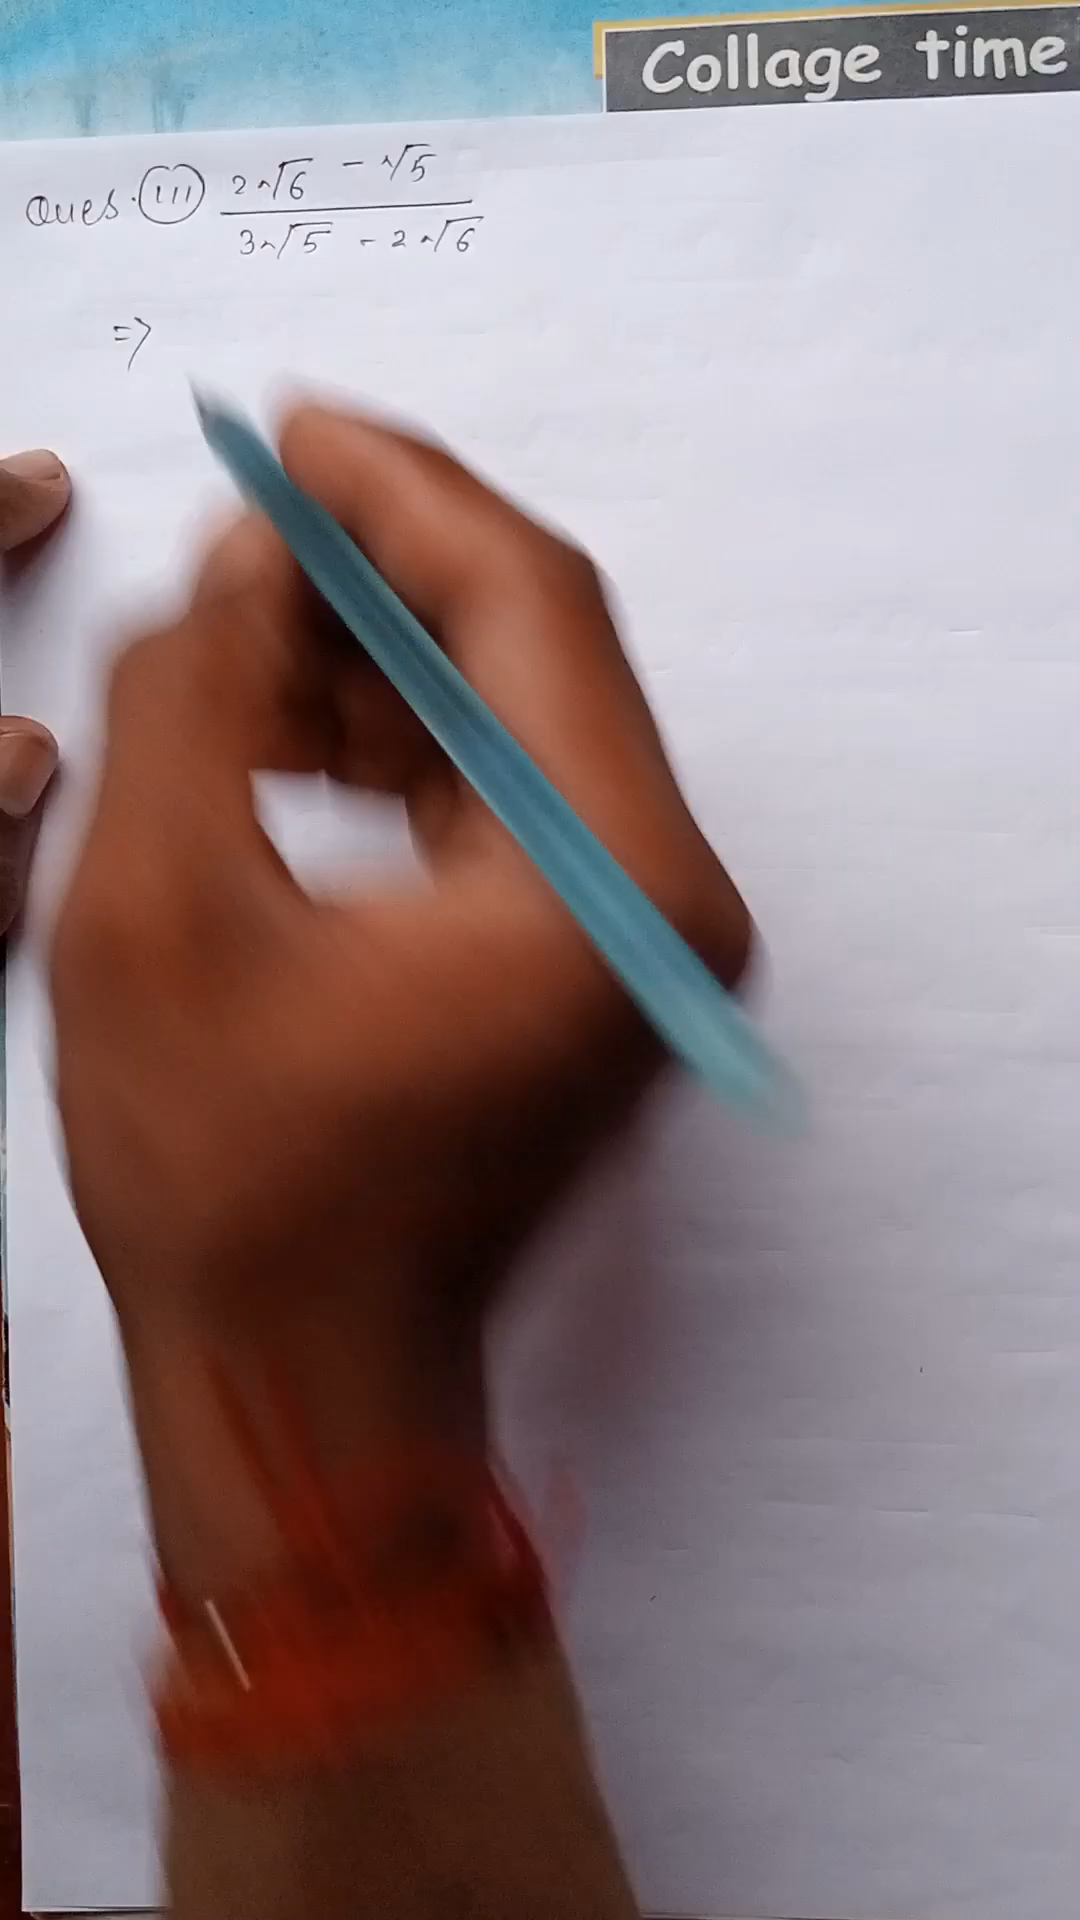 Collage time
Ques. (iii) 2√6 - √5
3√5 - 2√6
=>